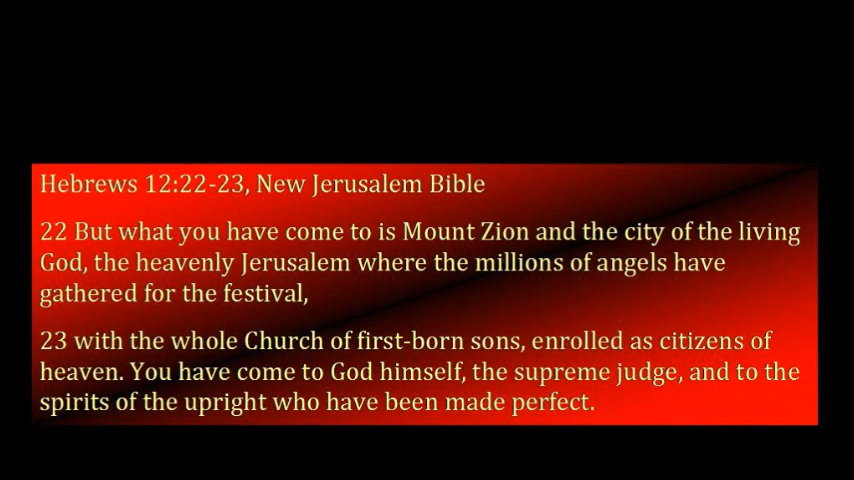 Hebrews 12:22-23, New Jerusalem Bible
22 But what you have come to is Mount Zion and the city of the living
God, the heavenly Jerusalem where the millions of angels have
gathered for the festival,
23 with the whole Church of first-born sons, enrolled as citizens of
heaven. You have come to God himself, the supreme judge, and to the
spirits of the upright who have been made perfect.